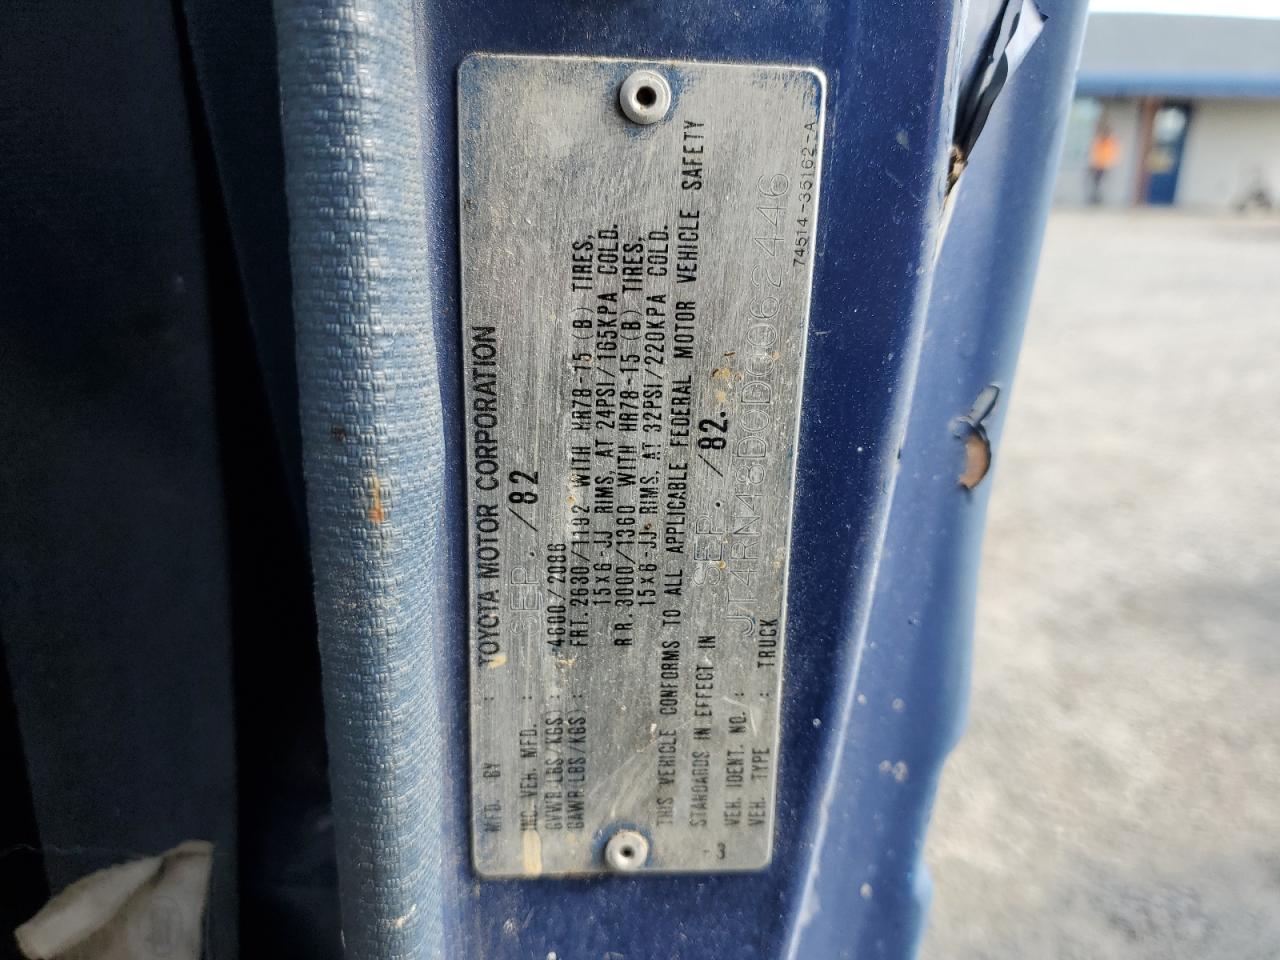 MFD. BY : TOYOTA MOTOR CORPORATION
INC. VEH. MFD. : SEP. /82
GVWR(LBS/KGS) : 4600/2086
GAWR(LBS/KGS) : FRT. 2630/1192 WITH HR78-15 (B) TIRES,
15X6-JJ RIMS, AT 24PSI/165KPA COLD.
RR. 3000/1360 WITH HR78-15 (B) TIRES,
15X6-JJ RIMS, AT 32PSI/220KPA COLD.
THIS VEHICLE CONFORMS TO ALL APPLICABLE FEDERAL MOTOR VEHICLE SAFETY
STANDARDS IN EFFECT IN SEP. /82.
VEH. IDENT. NO. : JT4RN48D0D0062446
VEH. TYPE : TRUCK
3
74514-35162-A